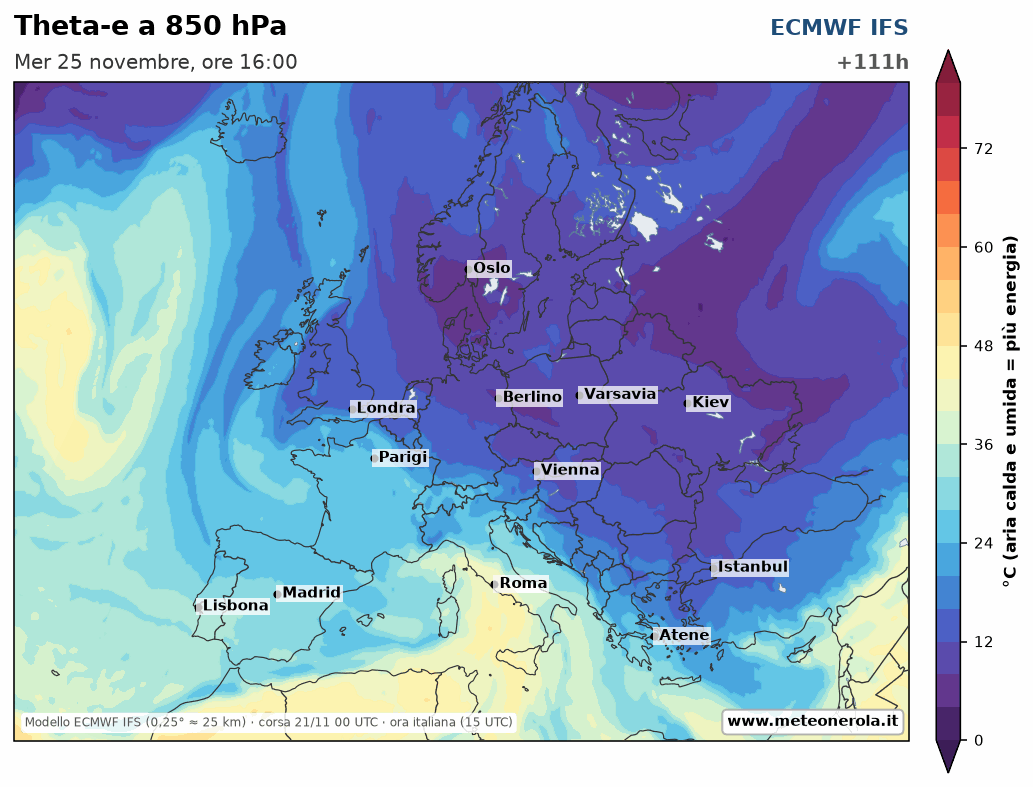 Theta-e a 850 hPa
ECMWF IFS
Mer 25 novembre, ore 16:00
+111h
72
60
48
36
24
12
0
°C (aria calda e umida = più energia)
Oslo
Berlino
Varsavia
Kiev
Londra
Parigi
Vienna
Istanbul
Roma
Madrid
Lisbona
Atene
Modello ECMWF IFS (0,25° ≈ 25 km) · corsa 21/11 00 UTC · ora italiana (15 UTC)
www.meteonerola.it